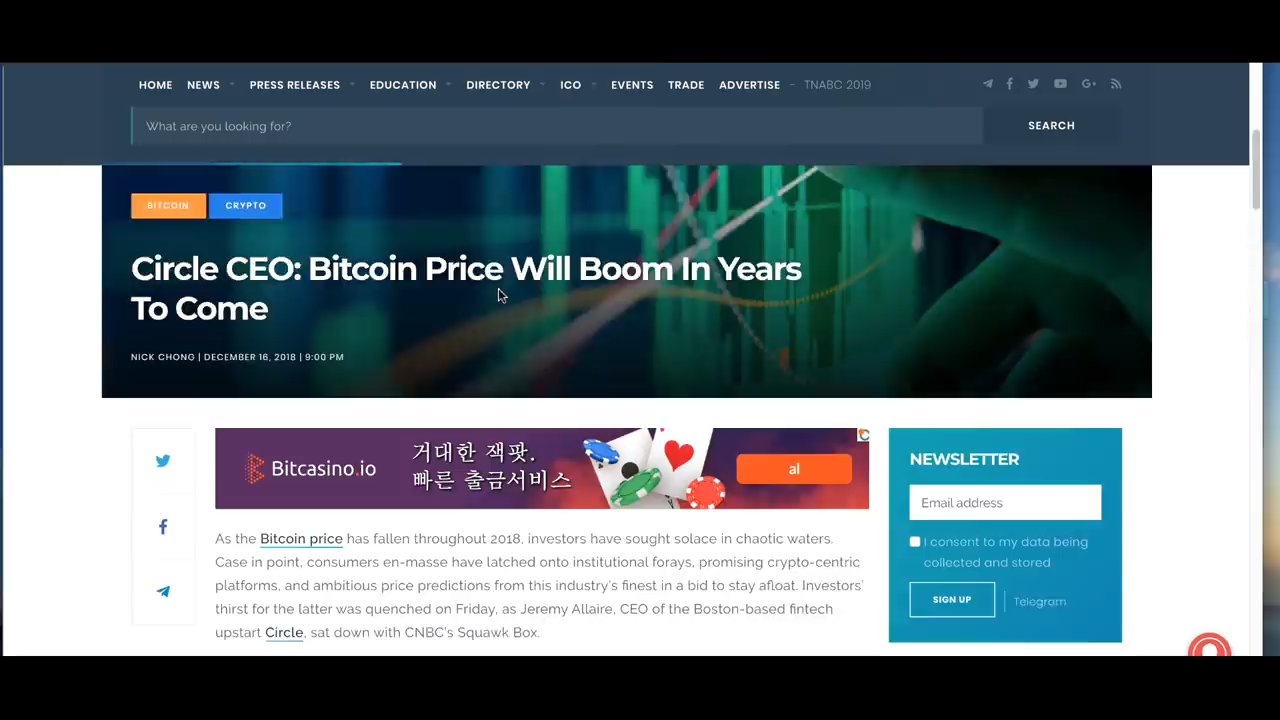 HOME NEWS PRESS RELEASES EDUCATION DIRECTORY ICO EVENTS TRADE ADVERTISE – TNABC 2019
What are you looking for? SEARCH
BITCOIN CRYPTO
Circle CEO: Bitcoin Price Will Boom In Years
To Come
NICK CHONG | DECEMBER 16, 2018 | 9:00 PM
Bitcasino.io
거대한 잭팟.
빠른 출금서비스
al
As the Bitcoin price has fallen throughout 2018, investors have sought solace in chaotic waters.
Case in point, consumers en-masse have latched onto institutional forays, promising crypto-centric
platforms, and ambitious price predictions from this industry's finest in a bid to stay afloat. Investors'
thirst for the latter was quenched on Friday, as Jeremy Allaire, CEO of the Boston-based fintech
upstart Circle, sat down with CNBC's Squawk Box.
NEWSLETTER
Email address
I consent to my data being
collected and stored
SIGN UP Telegram